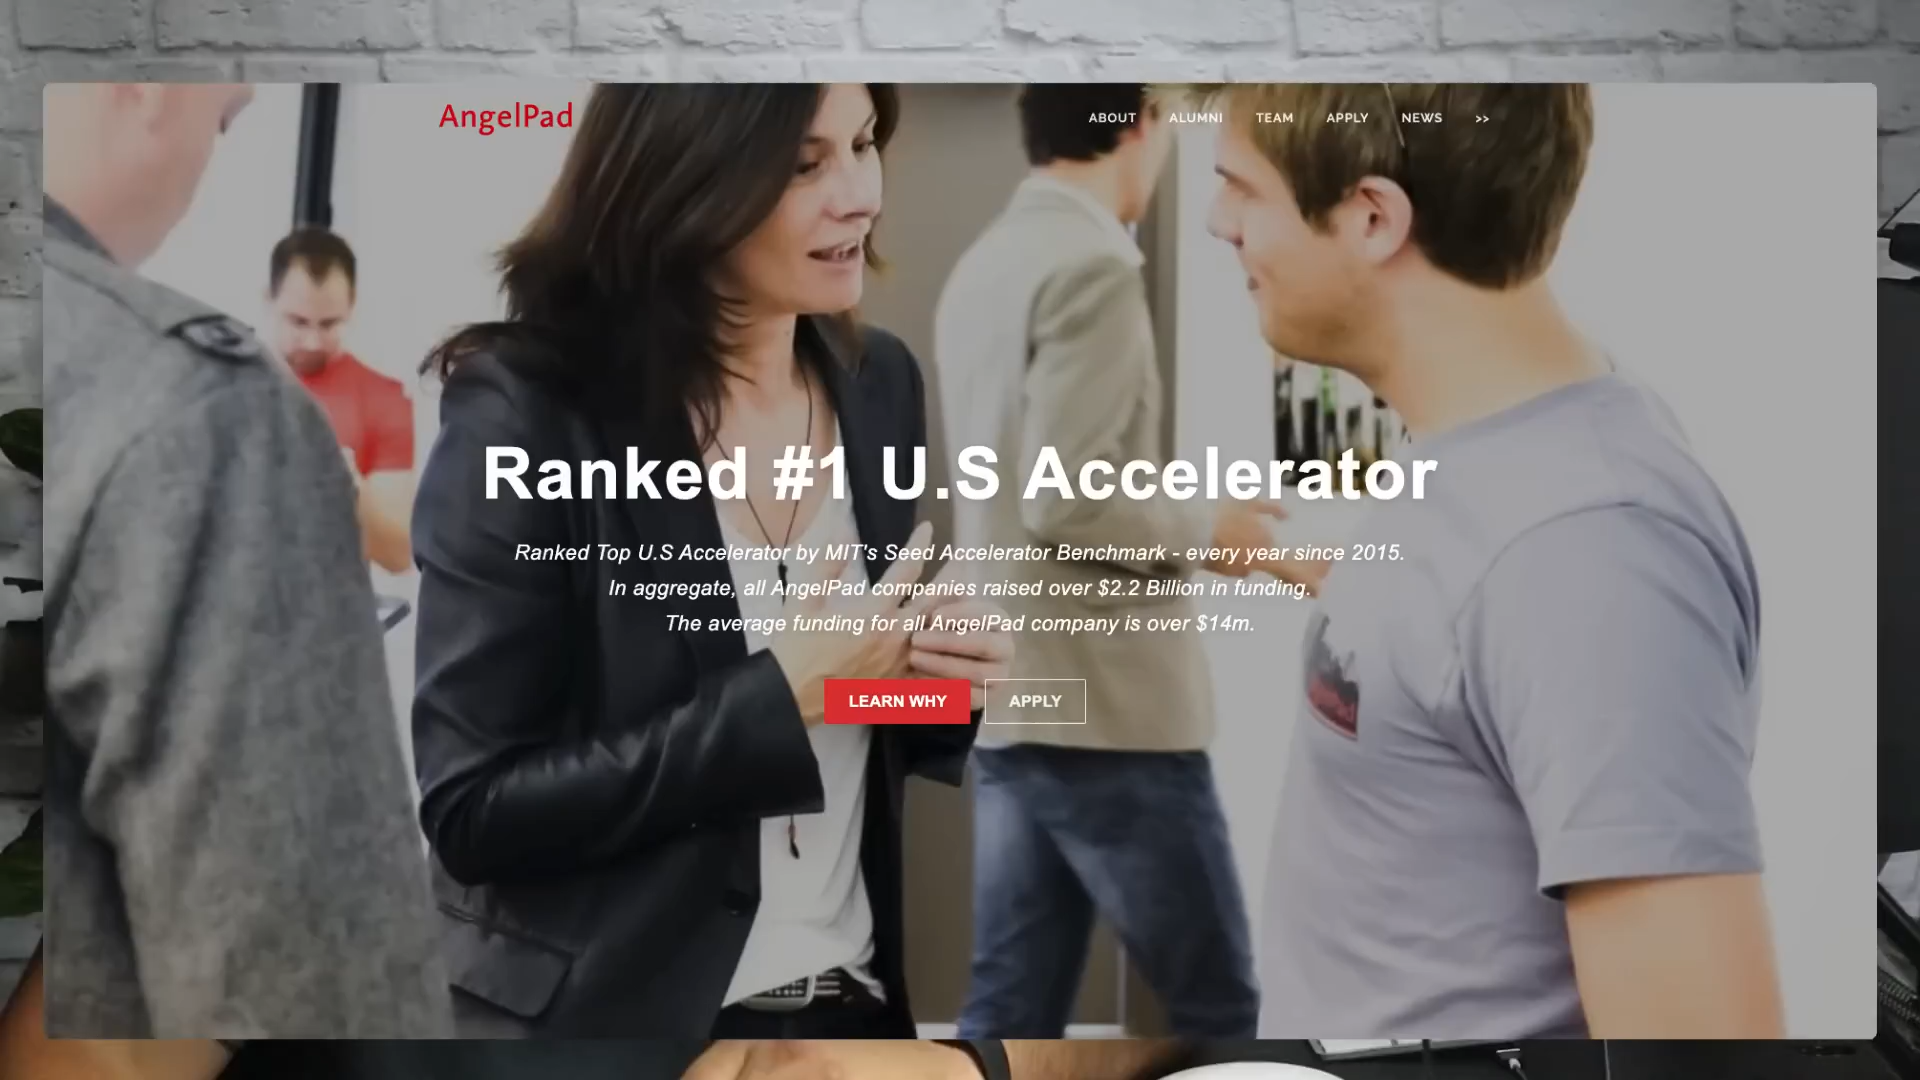 AngelPad
ABOUT ALUMNI TEAM APPLY NEWS >>
Ranked #1 U.S Accelerator
Ranked Top U.S Accelerator by MIT's Seed Accelerator Benchmark - every year since 2015.
In aggregate, all AngelPad companies raised over $2.2 Billion in funding.
The average funding for all AngelPad company is over $14m.
LEARN WHY APPLY